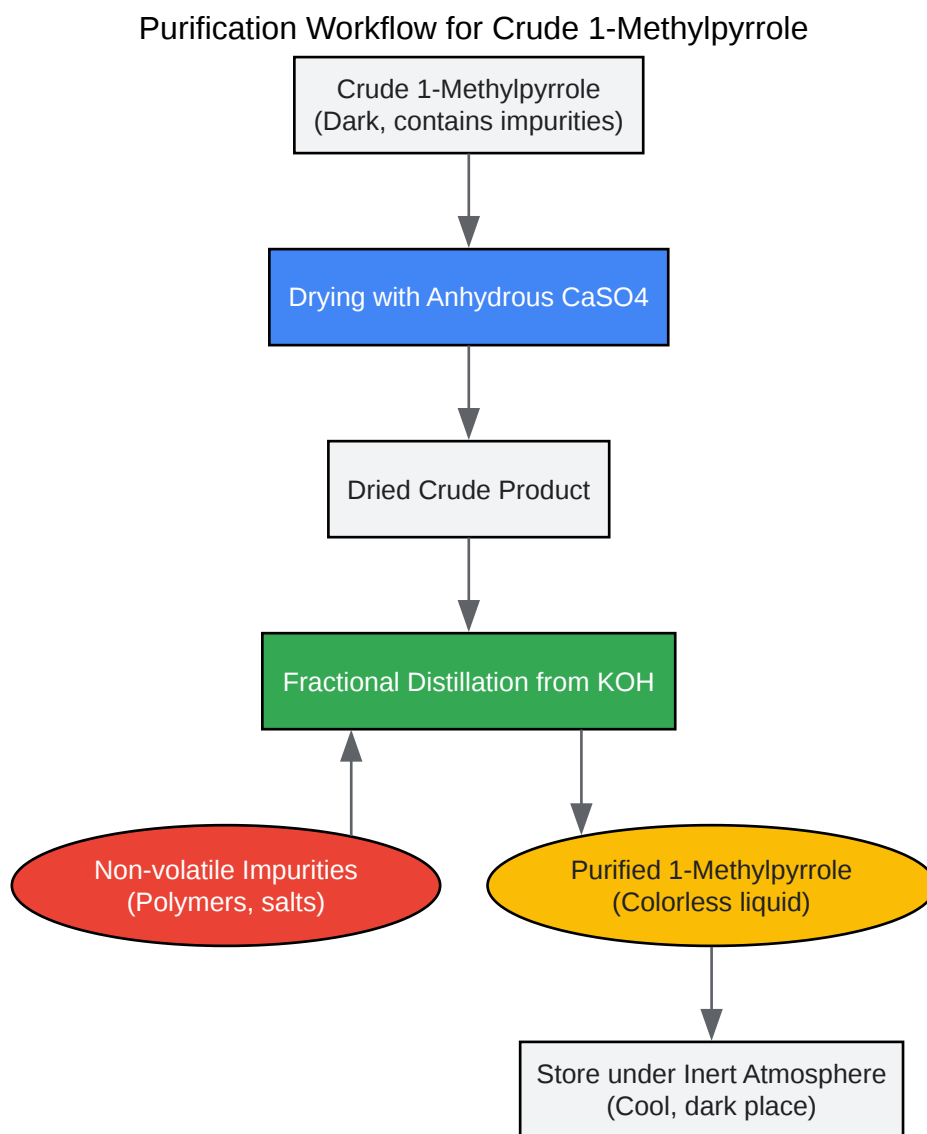 Purification Workflow for Crude 1-Methylpyrrole
Crude 1-Methylpyrrole
(Dark, contains impurities)
Drying with Anhydrous CaSO4
Dried Crude Product
Fractional Distillation from KOH
Non-volatile Impurities
(Polymers, salts)
Purified 1-Methylpyrrole
(Colorless liquid)
Store under Inert Atmosphere
(Cool, dark place)